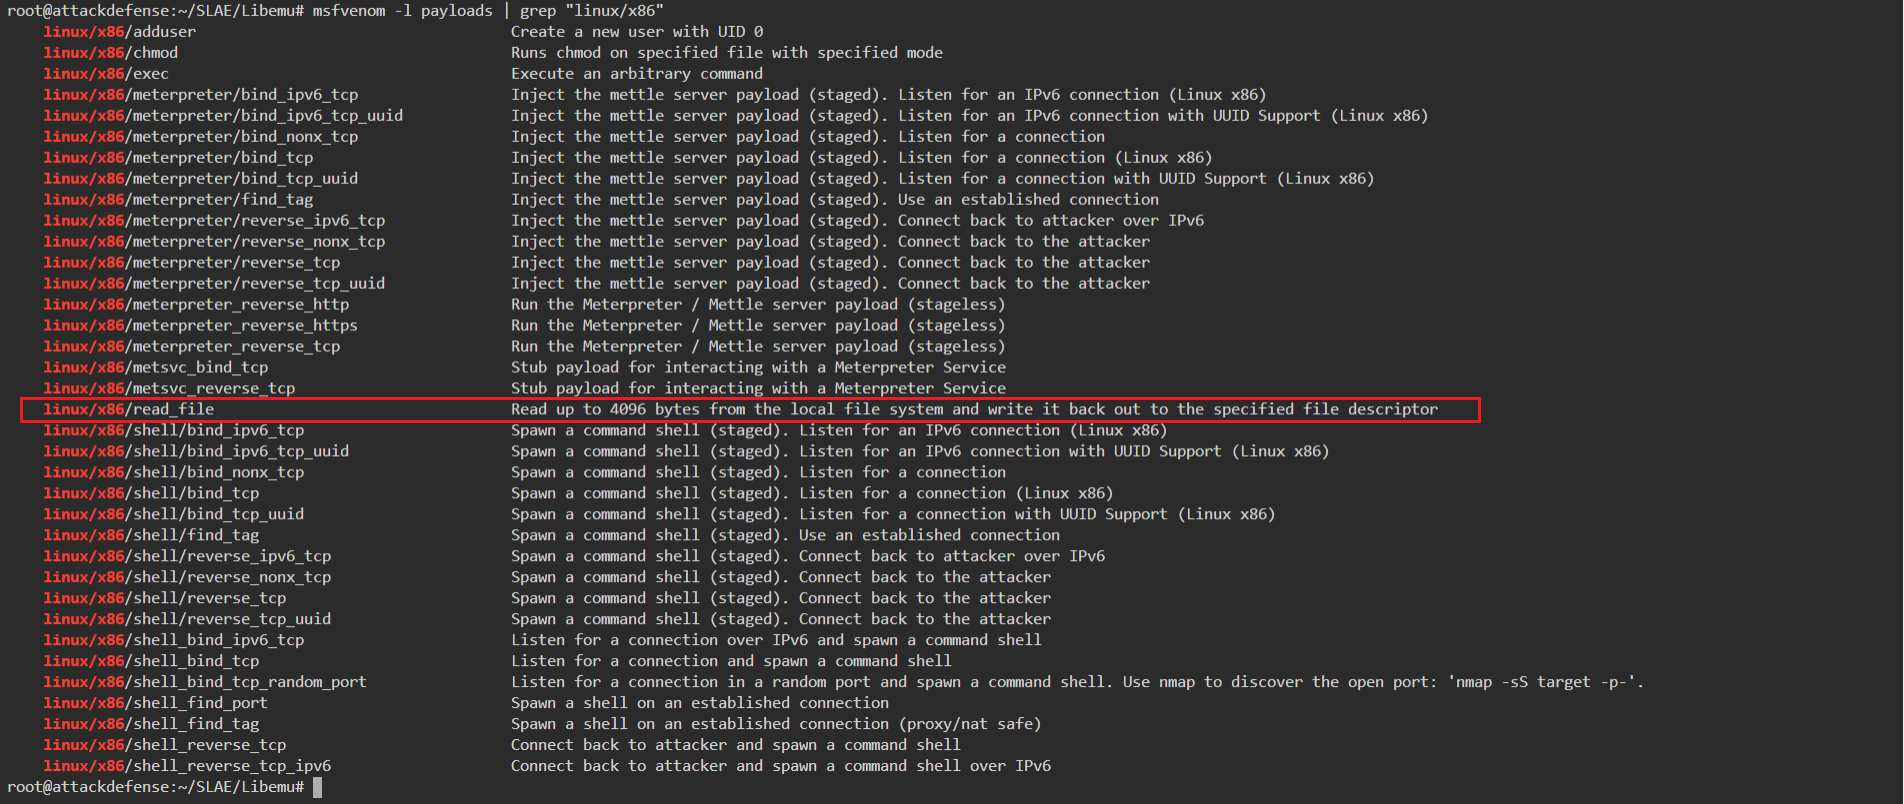 root@attackdefense:~/SLAE/Libemu# msfvenom -l payloads | grep "linux/x86"
linux/x86/adduser Create a new user with UID 0
linux/x86/chmod Runs chmod on specified file with specified mode
linux/x86/exec Execute an arbitrary command
linux/x86/meterpreter/bind_ipv6_tcp Inject the mettle server payload (staged). Listen for an IPv6 connection (Linux x86)
linux/x86/meterpreter/bind_ipv6_tcp_uuid Inject the mettle server payload (staged). Listen for an IPv6 connection with UUID Support (Linux x86)
linux/x86/meterpreter/bind_nonx_tcp Inject the mettle server payload (staged). Listen for a connection
linux/x86/meterpreter/bind_tcp Inject the mettle server payload (staged). Listen for a connection (Linux x86)
linux/x86/meterpreter/bind_tcp_uuid Inject the mettle server payload (staged). Listen for a connection with UUID Support (Linux x86)
linux/x86/meterpreter/find_tag Inject the mettle server payload (staged). Use an established connection
linux/x86/meterpreter/reverse_ipv6_tcp Inject the mettle server payload (staged). Connect back to attacker over IPv6
linux/x86/meterpreter/reverse_nonx_tcp Inject the mettle server payload (staged). Connect back to the attacker
linux/x86/meterpreter/reverse_tcp Inject the mettle server payload (staged). Connect back to the attacker
linux/x86/meterpreter/reverse_tcp_uuid Inject the mettle server payload (staged). Connect back to the attacker
linux/x86/meterpreter_reverse_http Run the Meterpreter / Mettle server payload (stageless)
linux/x86/meterpreter_reverse_https Run the Meterpreter / Mettle server payload (stageless)
linux/x86/meterpreter_reverse_tcp Run the Meterpreter / Mettle server payload (stageless)
linux/x86/metsvc_bind_tcp Stub payload for interacting with a Meterpreter Service
linux/x86/metsvc_reverse_tcp Stub payload for interacting with a Meterpreter Service
linux/x86/read_file Read up to 4096 bytes from the local file system and write it back out to the specified file descriptor
linux/x86/shell/bind_ipv6_tcp Spawn a command shell (staged). Listen for an IPv6 connection (Linux x86)
linux/x86/shell/bind_ipv6_tcp_uuid Spawn a command shell (staged). Listen for an IPv6 connection with UUID Support (Linux x86)
linux/x86/shell/bind_nonx_tcp Spawn a command shell (staged). Listen for a connection
linux/x86/shell/bind_tcp Spawn a command shell (staged). Listen for a connection (Linux x86)
linux/x86/shell/bind_tcp_uuid Spawn a command shell (staged). Listen for a connection with UUID Support (Linux x86)
linux/x86/shell/find_tag Spawn a command shell (staged). Use an established connection
linux/x86/shell/reverse_ipv6_tcp Spawn a command shell (staged). Connect back to attacker over IPv6
linux/x86/shell/reverse_nonx_tcp Spawn a command shell (staged). Connect back to the attacker
linux/x86/shell/reverse_tcp Spawn a command shell (staged). Connect back to the attacker
linux/x86/shell/reverse_tcp_uuid Spawn a command shell (staged). Connect back to the attacker
linux/x86/shell_bind_ipv6_tcp Listen for a connection over IPv6 and spawn a command shell
linux/x86/shell_bind_tcp Listen for a connection and spawn a command shell
linux/x86/shell_bind_tcp_random_port Listen for a connection in a random port and spawn a command shell. Use nmap to discover the open port: 'nmap -sS target -p-'.
linux/x86/shell_find_port Spawn a shell on an established connection
linux/x86/shell_find_tag Spawn a shell on an established connection (proxy/nat safe)
linux/x86/shell_reverse_tcp Connect back to attacker and spawn a command shell
linux/x86/shell_reverse_tcp_ipv6 Connect back to attacker and spawn a command shell over IPv6
root@attackdefense:~/SLAE/Libemu#